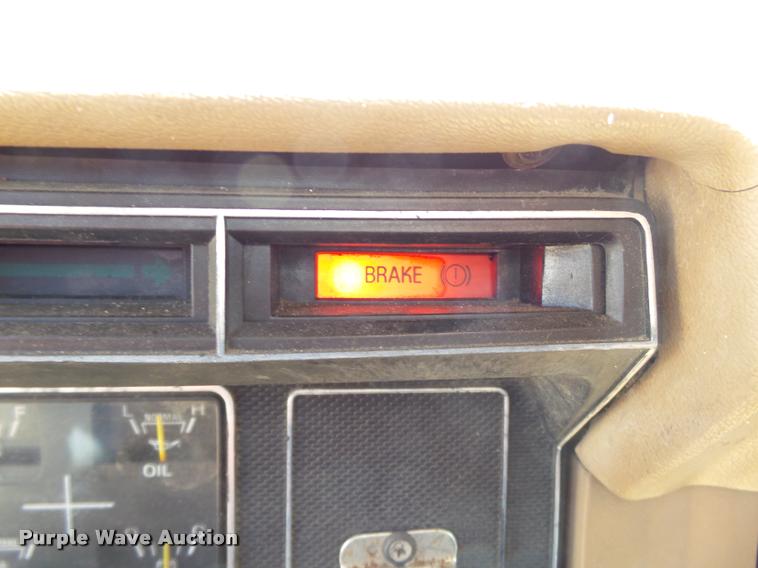 BRAKE
F
L NORMAL H
OIL
Purple Wave Auction